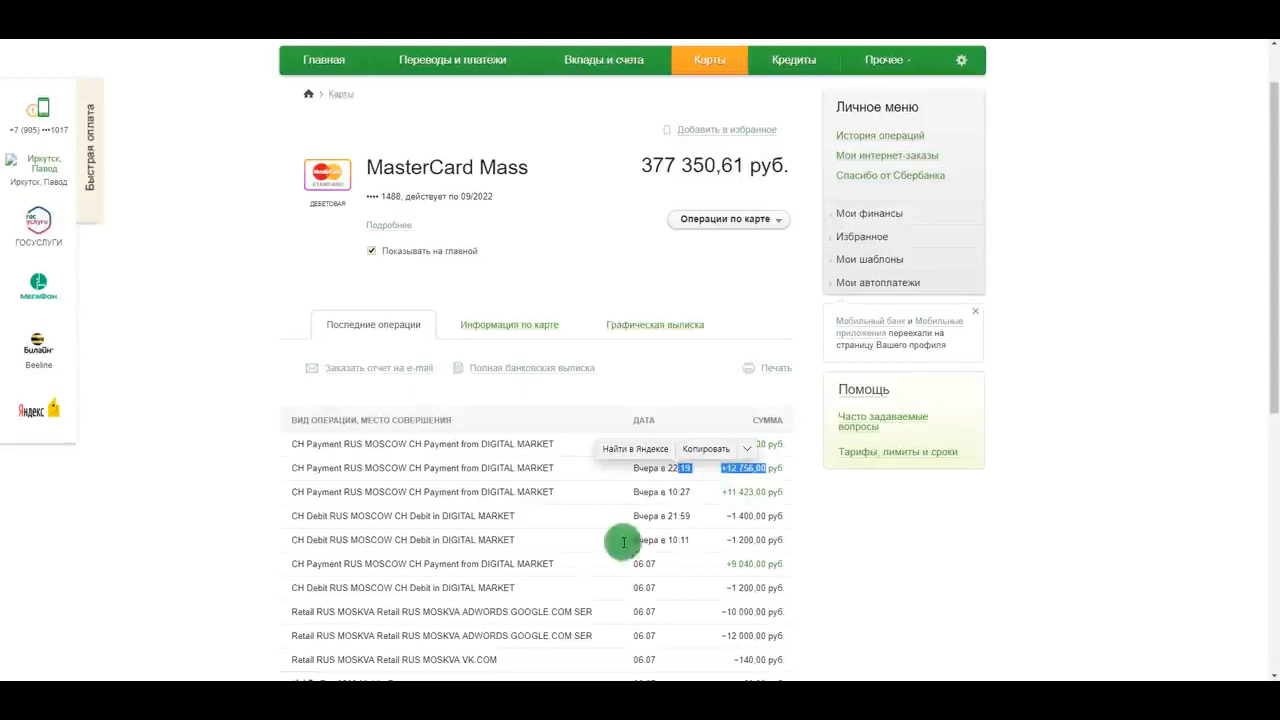 Главная Переводы и платежи Вклады и счета Карты Кредиты Прочее
Карты
Быстрая оплата
+7 (905) •••1017
Иркутск, Павод
Иркутск, Павод
гос
услуги
ГОСУСЛУГИ
МЕГАФОН
Билайн
Beeline
Яндекс
Добавить в избранное
MasterCard
STANDARD
ДЕБЕТОВАЯ
MasterCard Mass
377 350,61 руб.
•••• 1488, действует по 09/2022
Операции по карте
Подробнее
Показывать на главной
Последние операции Информация по карте Графическая выписка
Заказать отчет на e-mail Полная банковская выписка Печать
ВИД ОПЕРАЦИИ, МЕСТО СОВЕРШЕНИЯ ДАТА СУММА
CH Payment RUS MOSCOW CH Payment from DIGITAL MARKET руб.
Найти в Яндексе Копировать
CH Payment RUS MOSCOW CH Payment from DIGITAL MARKET Вчера в 22:19 +12 756,00 руб.
CH Payment RUS MOSCOW CH Payment from DIGITAL MARKET Вчера в 10:27 +11 423,00 руб.
CH Debit RUS MOSCOW CH Debit in DIGITAL MARKET Вчера в 21:59 −1 400,00 руб.
CH Debit RUS MOSCOW CH Debit in DIGITAL MARKET Вчера в 10:11 −1 200,00 руб.
CH Payment RUS MOSCOW CH Payment from DIGITAL MARKET 06.07 +9 040,00 руб.
CH Debit RUS MOSCOW CH Debit in DIGITAL MARKET 06.07 −1 200,00 руб.
Retail RUS MOSKVA Retail RUS MOSKVA ADWORDS GOOGLE COM SER 06.07 −10 000,00 руб.
Retail RUS MOSKVA Retail RUS MOSKVA ADWORDS GOOGLE COM SER 06.07 −12 000,00 руб.
Retail RUS MOSKVA Retail RUS MOSKVA VK.COM 06.07 −140,00 руб.
Личное меню
История операций
Мои интернет-заказы
Спасибо от Сбербанка
Мои финансы
Избранное
Мои шаблоны
Мои автоплатежи
Мобильный банк и Мобильные
приложения переехали на
страницу Вашего профиля
Помощь
Часто задаваемые
вопросы
Тарифы, лимиты и сроки